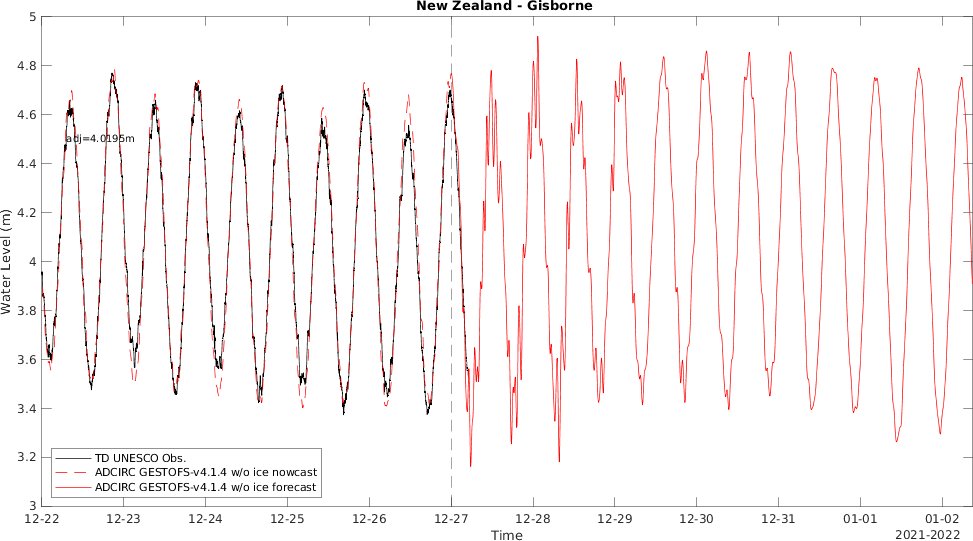 New Zealand - Gisborne
5
4.8
4.6
adj=4.0195m
4.4
4.2
4
3.8
3.6
3.4
3.2
3
Water Level (m)
TD UNESCO Obs.
ADCIRC GESTOFS-v4.1.4 w/o ice nowcast
ADCIRC GESTOFS-v4.1.4 w/o ice forecast
12-22 12-23 12-24 12-25 12-26 12-27 12-28 12-29 12-30 12-31 01-01 01-02
Time
2021-2022